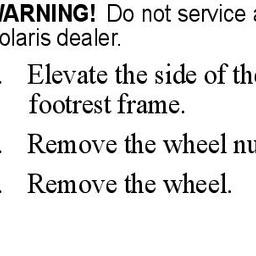 WARNING! Do not service a
olaris dealer.
. Elevate the side of the
footrest frame.
. Remove the wheel nu
. Remove the wheel.